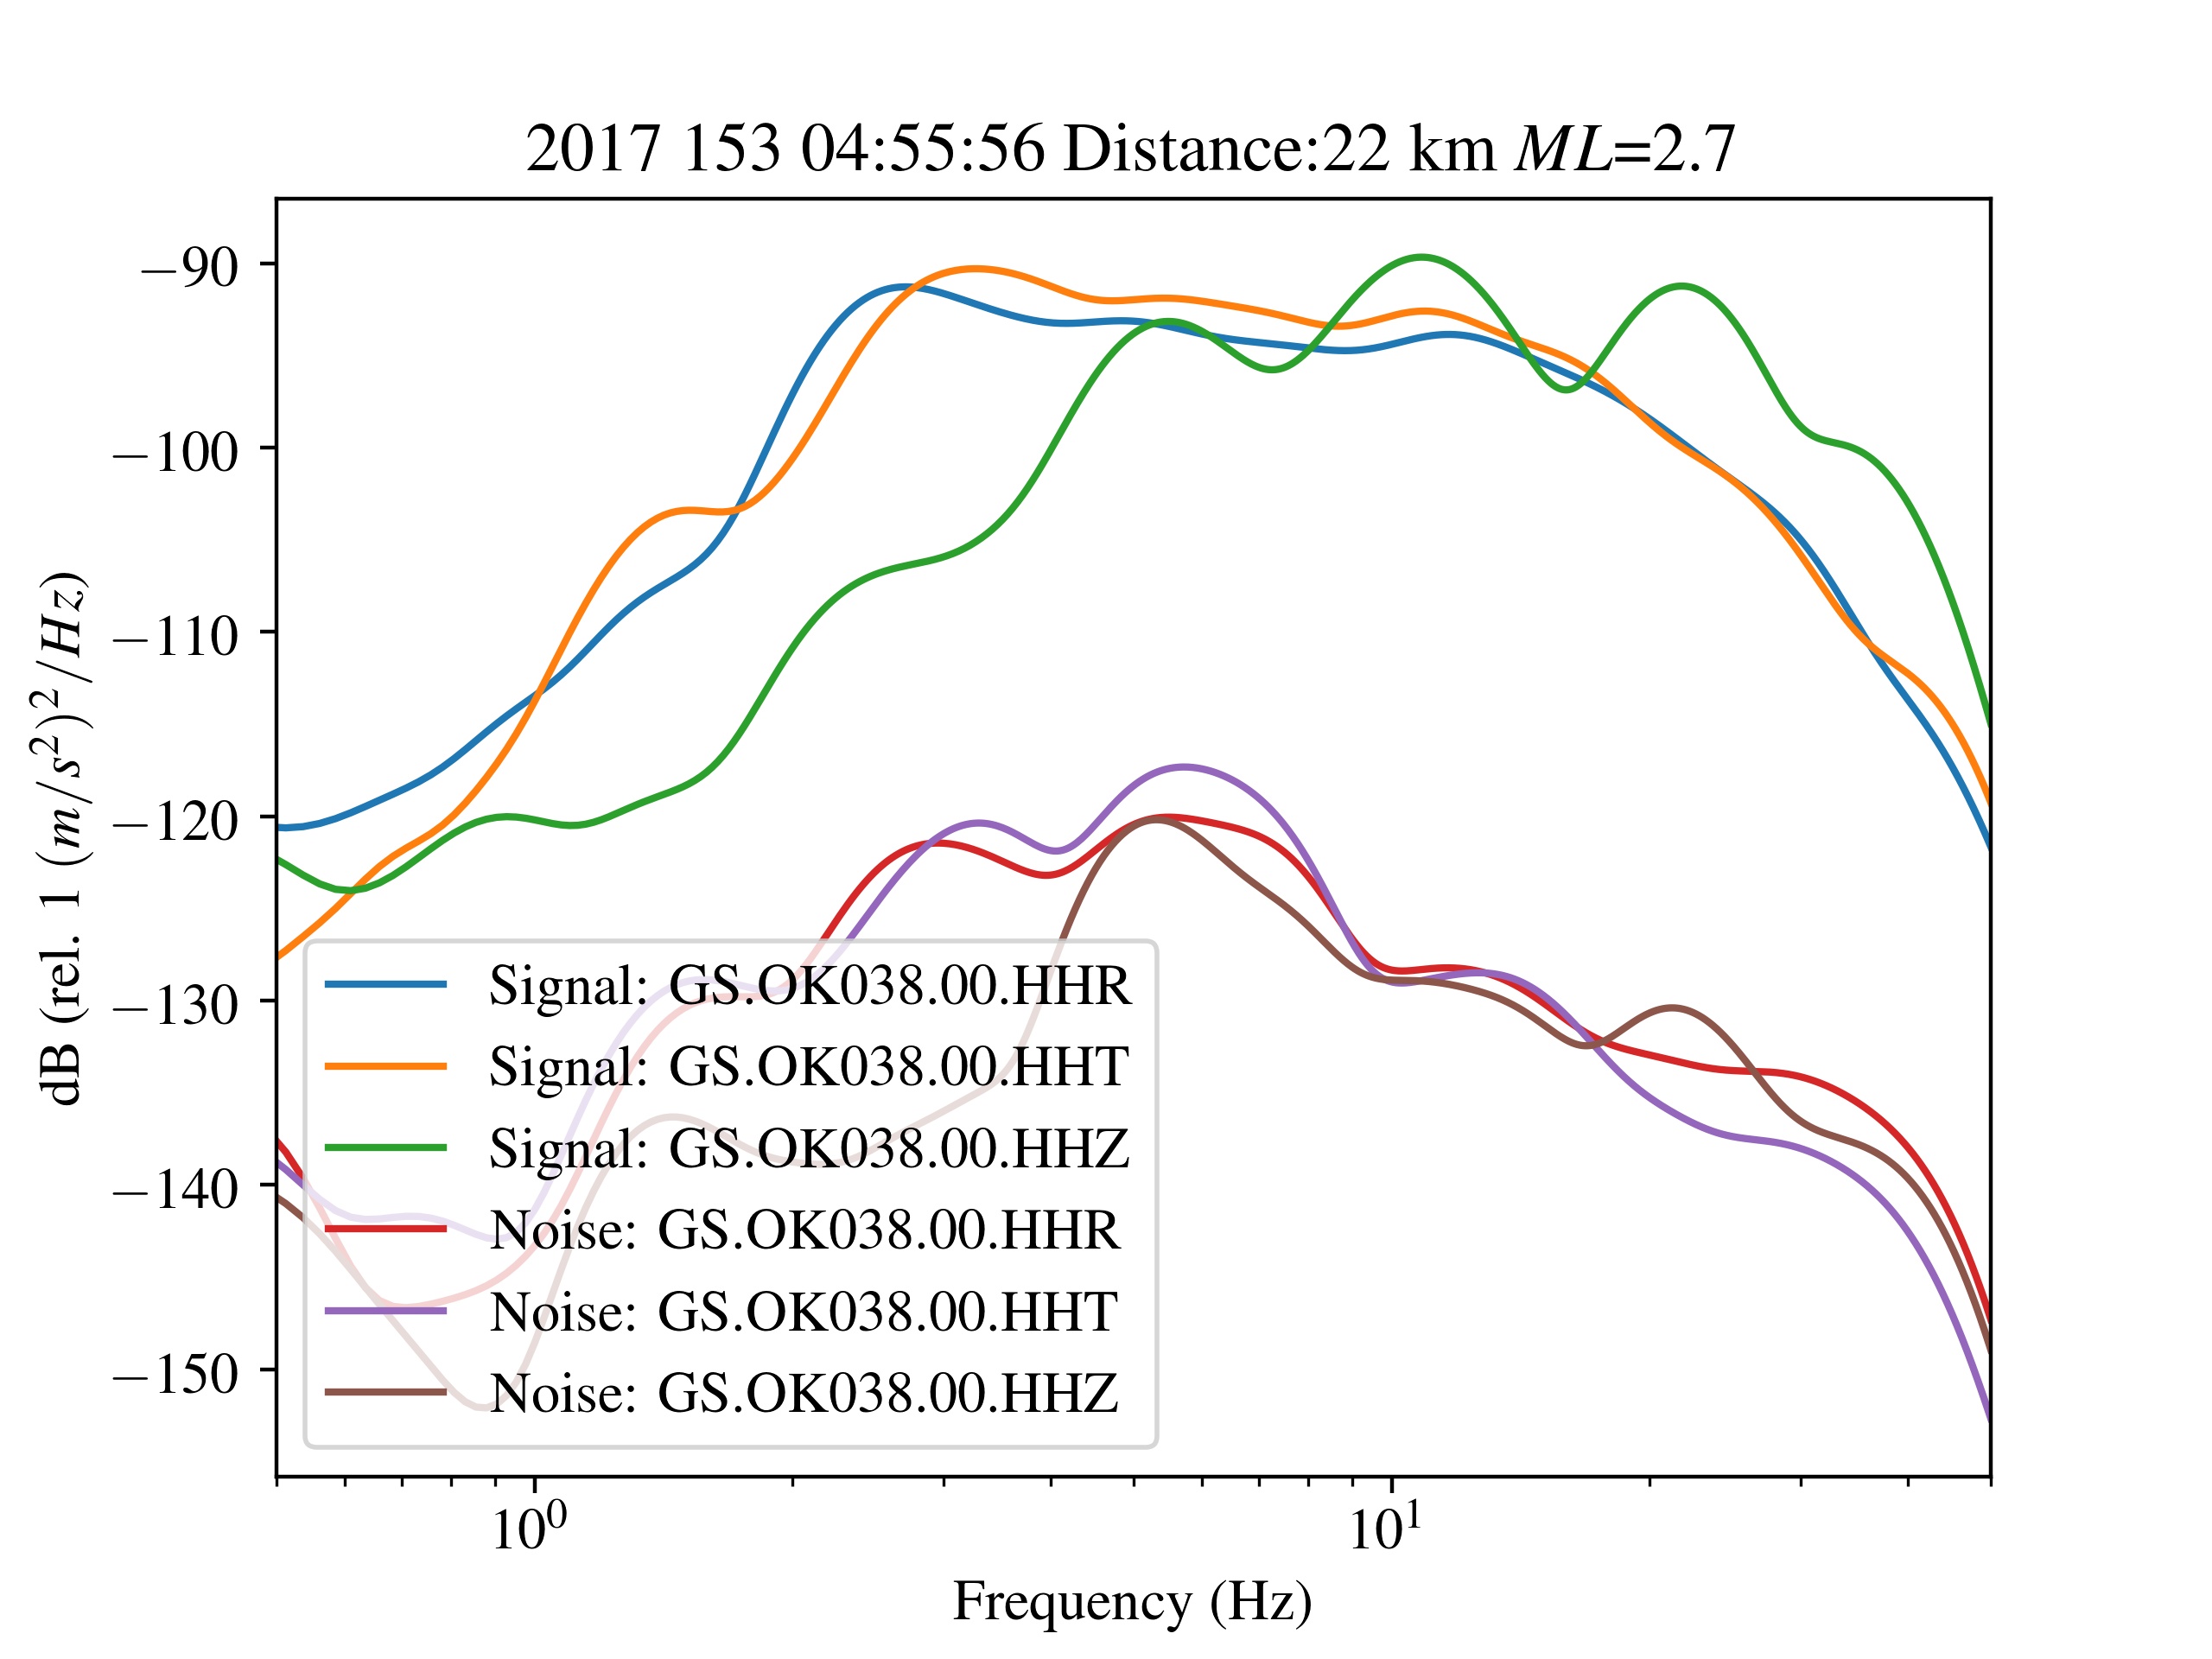 2017 153 04:55:56 Distance:22 km ML=2.7
dB (rel. 1 (m/s²)²/Hz)
−90
−100
−110
−120
−130
−140
−150
Signal: GS.OK038.00.HHR
Signal: GS.OK038.00.HHT
Signal: GS.OK038.00.HHZ
Noise: GS.OK038.00.HHR
Noise: GS.OK038.00.HHT
Noise: GS.OK038.00.HHZ
10⁰ 10¹
Frequency (Hz)